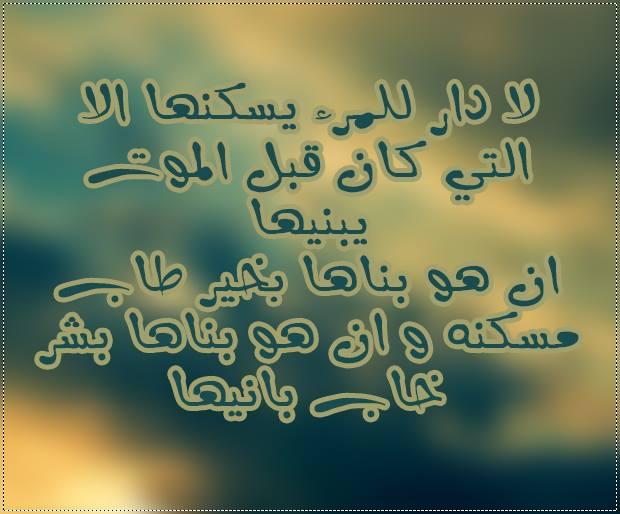 لا دار للمرء يسكنها الا
التي كان قبل الموت
يبنيها
ان هو بناها بخير طاب
مسكنه و ان هو بناها بشر
خاب بانيها